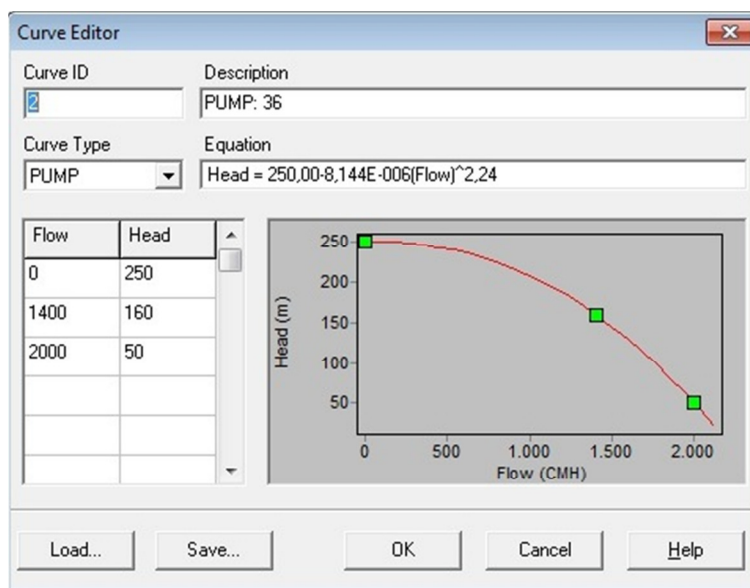 Curve Editor
Curve ID Description
2 PUMP: 36
Curve Type Equation
PUMP Head = 250,00-8,144E-006(Flow)^2,24
Flow Head
0 250
1400 160
2000 50
250
200
150
100
50
Head (m)
0 500 1.000 1.500 2.000
Flow (CMH)
Load... Save... OK Cancel Help